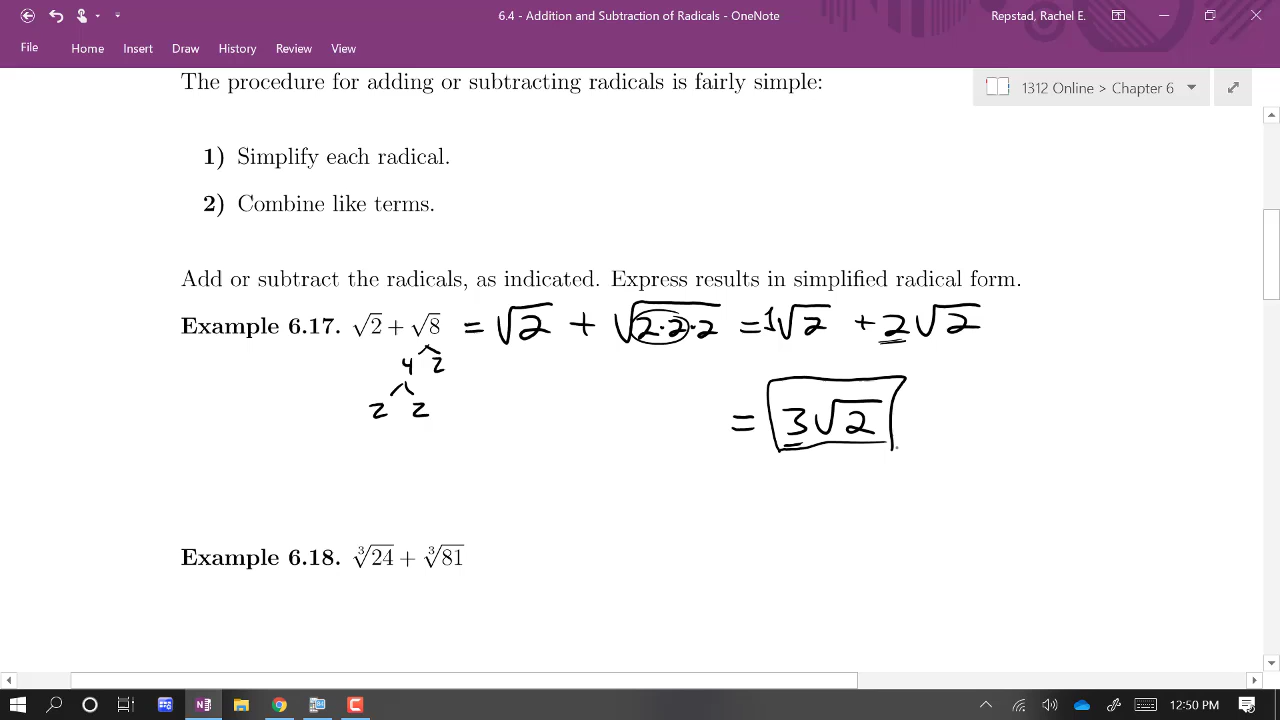 6.4 - Addition and Subtraction of Radicals - OneNote
Repstad, Rachel E.
File Home Insert Draw History Review View
The procedure for adding or subtracting radicals is fairly simple:
1312 Online > Chapter 6
1) Simplify each radical.
2) Combine like terms.
Add or subtract the radicals, as indicated. Express results in simplified radical form.
Example 6.17. √2 + √8 = √2 + √2·2·2 = 1√2 + 2√2
4 2
2 2
= 3√2
Example 6.18. ∛24 + ∛81
12:50 PM